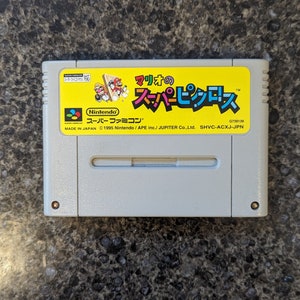 マリオの
スーパーピクロス
TM
Nintendo
スーパーファミコン
MADE IN JAPAN © 1995 Nintendo / APE Inc./ JUPITER Co.,Ltd. SHVC-ACXJ-JPN